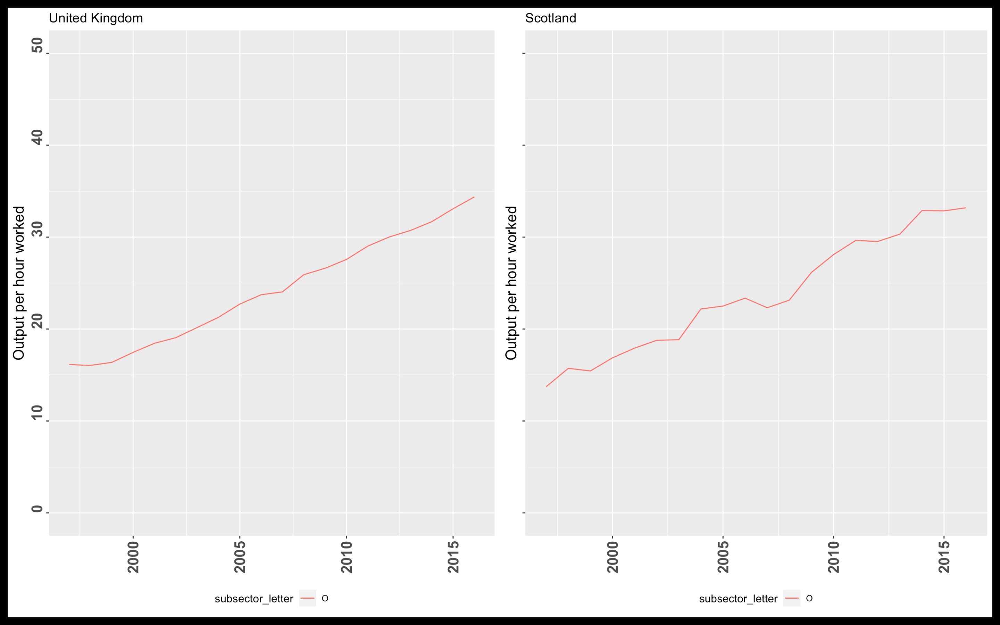 United Kingdom
Output per hour worked
50
40
30
20
10
0
2000
2005
2010
2015
subsector_letter O
Scotland
Output per hour worked
2000
2005
2010
2015
subsector_letter O